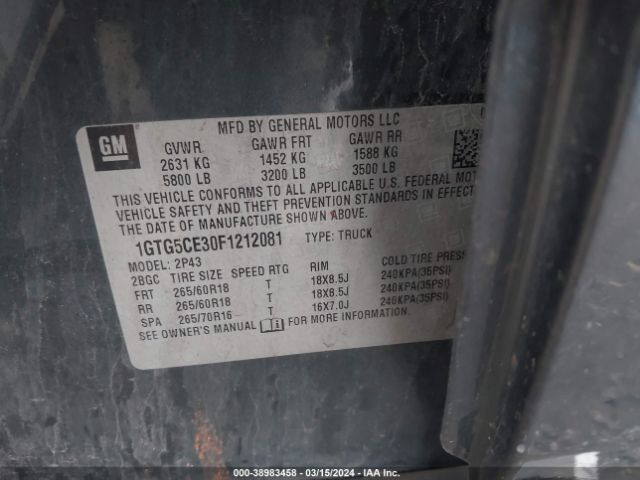 MFD BY GENERAL MOTORS LLC
GM
GVWR GAWR FRT GAWR RR
2631 KG 1452 KG 1588 KG
5800 LB 3200 LB 3500 LB
THIS VEHICLE CONFORMS TO ALL APPLICABLE U.S. FEDERAL MOT
VEHICLE SAFETY AND THEFT PREVENTION STANDARDS IN EFFECT
THE DATE OF MANUFACTURE SHOWN ABOVE.
1GTG5CE30F1212081 TYPE: TRUCK
MODEL: 2P43
2BGC TIRE SIZE SPEED RTG RIM COLD TIRE PRESS
FRT 265/60R18 T 18X8.5J 240KPA(35PSI)
RR 265/60R18 T 18X8.5J 240KPA(35PSI)
SPA 265/70R16 T 16X7.0J 240KPA(35PSI)
SEE OWNER'S MANUAL FOR MORE INFORMATION.
000-38983458 - 03/15/2024 - IAA Inc.